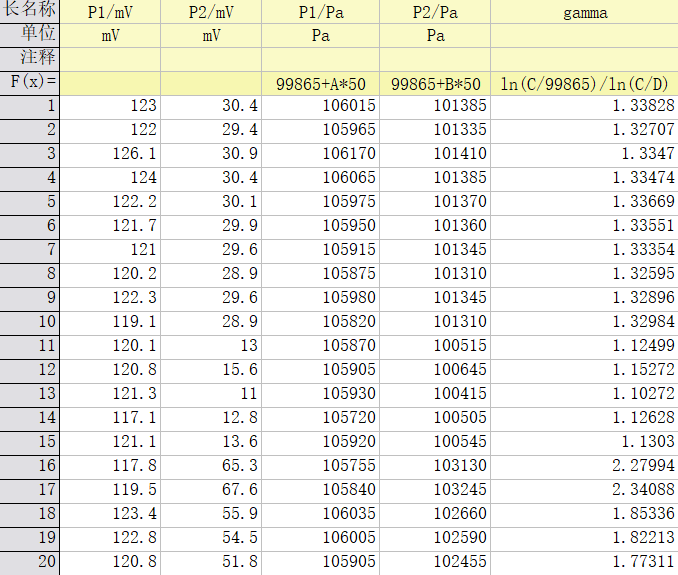 长名称 P1/mV P2/mV P1/Pa P2/Pa gamma
单位 mV mV Pa Pa
注释
F(x)= 99865+A*50 99865+B*50 ln(C/99865)/ln(C/D)
1 123 30.4 106015 101385 1.33828
2 122 29.4 105965 101335 1.32707
3 126.1 30.9 106170 101410 1.3347
4 124 30.4 106065 101385 1.33474
5 122.2 30.1 105975 101370 1.33669
6 121.7 29.9 105950 101360 1.33551
7 121 29.6 105915 101345 1.33354
8 120.2 28.9 105875 101310 1.32595
9 122.3 29.6 105980 101345 1.32896
10 119.1 28.9 105820 101310 1.32984
11 120.1 13 105870 100515 1.12499
12 120.8 15.6 105905 100645 1.15272
13 121.3 11 105930 100415 1.10272
14 117.1 12.8 105720 100505 1.12628
15 121.1 13.6 105920 100545 1.1303
16 117.8 65.3 105755 103130 2.27994
17 119.5 67.6 105840 103245 2.34088
18 123.4 55.9 106035 102660 1.85336
19 122.8 54.5 106005 102590 1.82213
20 120.8 51.8 105905 102455 1.77311